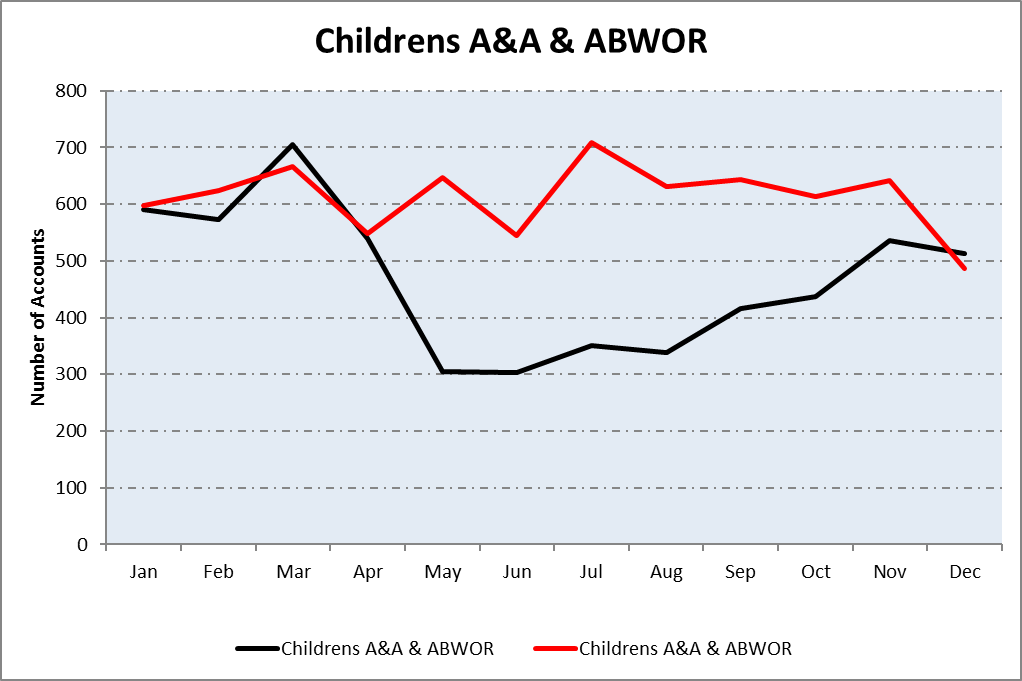 Childrens A&A & ABWOR
800
700
600
500
400
300
200
100
0
Number of Accounts
Jan Feb Mar Apr May Jun Jul Aug Sep Oct Nov Dec
Childrens A&A & ABWOR Childrens A&A & ABWOR